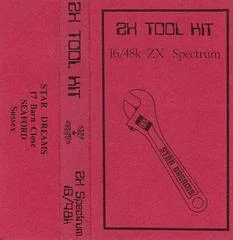 STAR DREAMS
17 Barn Close
SEAFORD
Sussex
ZX TOOL KIT
ZX Spectrum
16/48k
ZX TOOL KIT
16/48k ZX Spectrum
STAR DREAMS